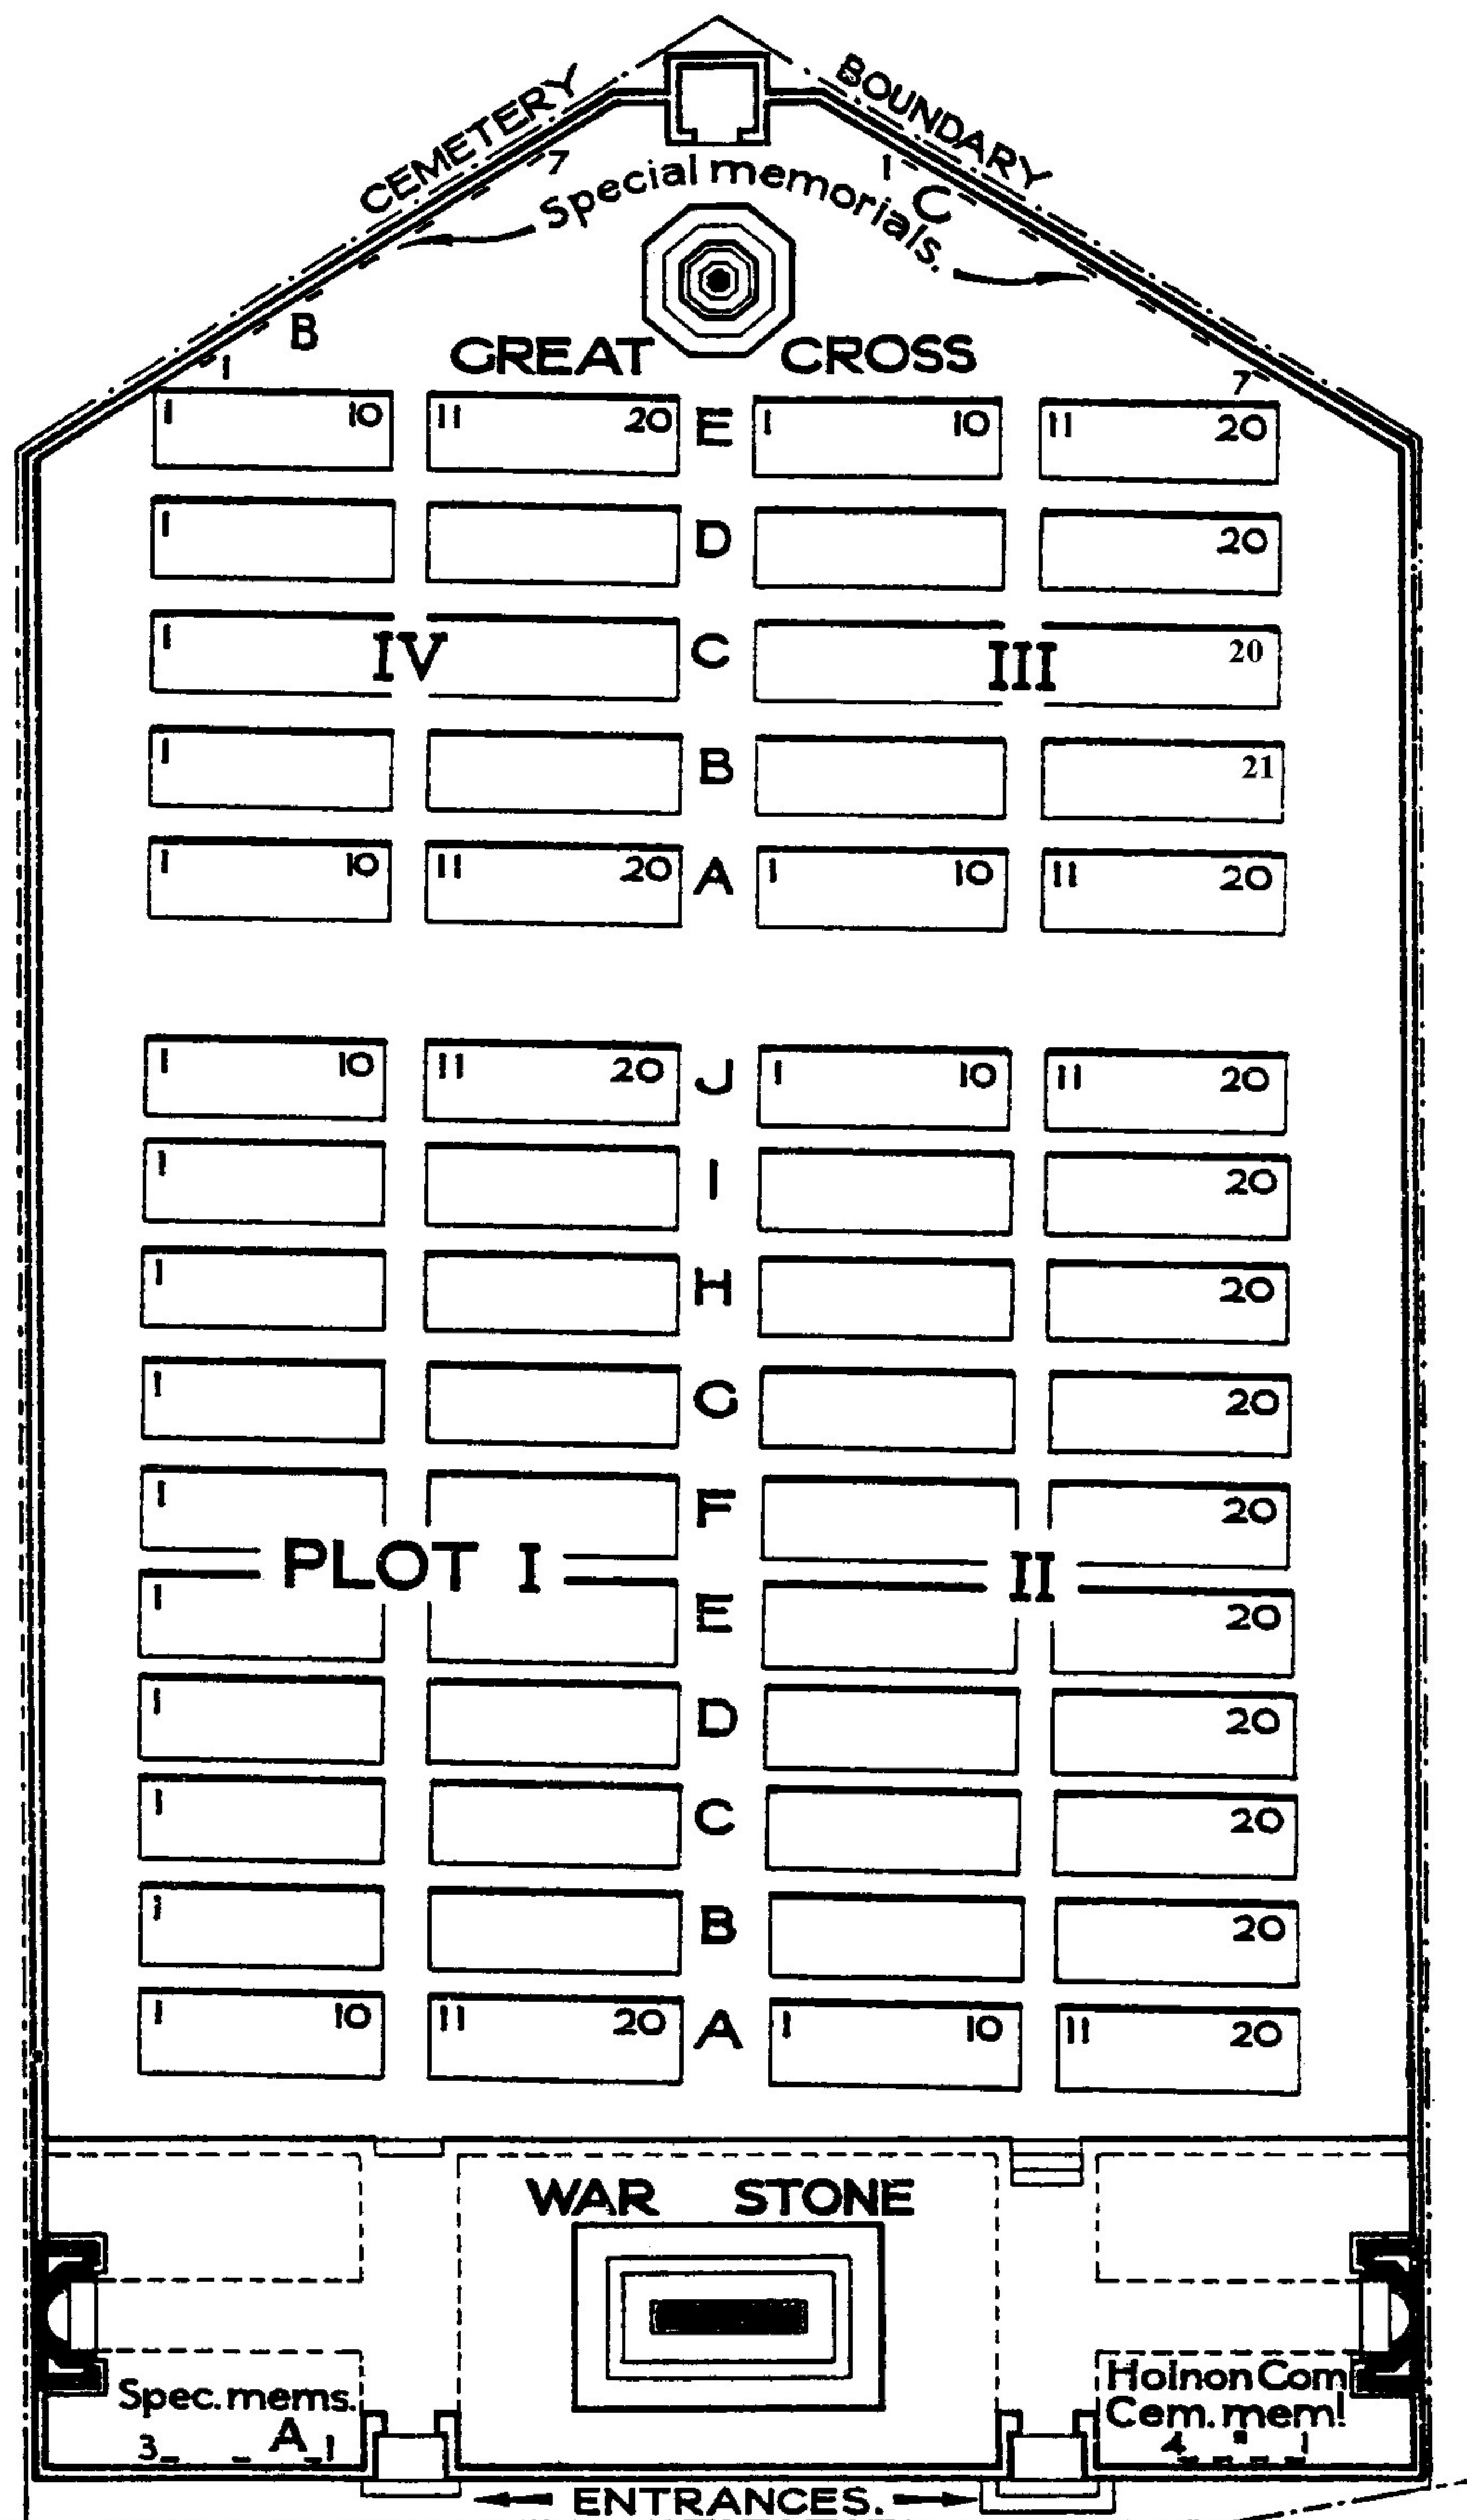 CEMETERY
BOUNDARY
7
Special memorials.
1
C
B
1
7
GREAT CROSS
1 10 11 20 E 1 10 11 20
1 D 20
1 IV C III 20
1 B 21
1 10 11 20 A 1 10 11 20
1 10 11 20 J 1 10 11 20
1 I 20
1 H 20
1 G 20
1 F 20
PLOT I II
1 E 20
1 D 20
1 C 20
1 B 20
1 10 11 20 A 1 10 11 20
WAR STONE
Spec. mems.
A
3 1
Holnon Com
Cem. meml
4 1
ENTRANCES.